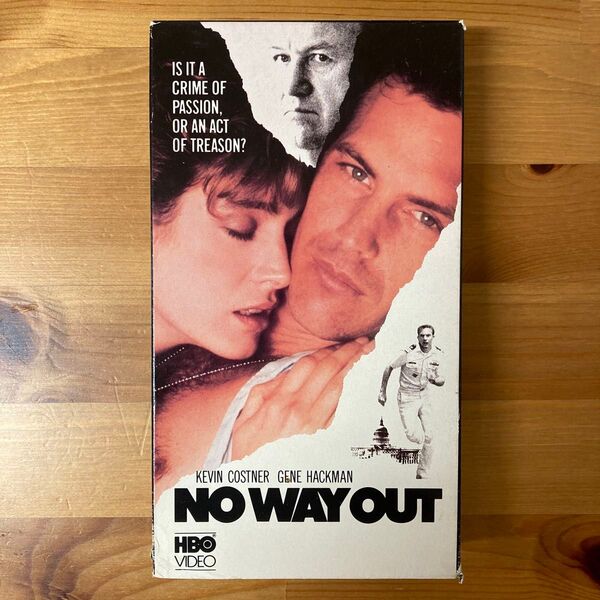 IS IT A
CRIME OF
PASSION,
OR AN ACT
OF TREASON?
KEVIN COSTNER GENE HACKMAN
NO WAY OUT
HBO®
VIDEO